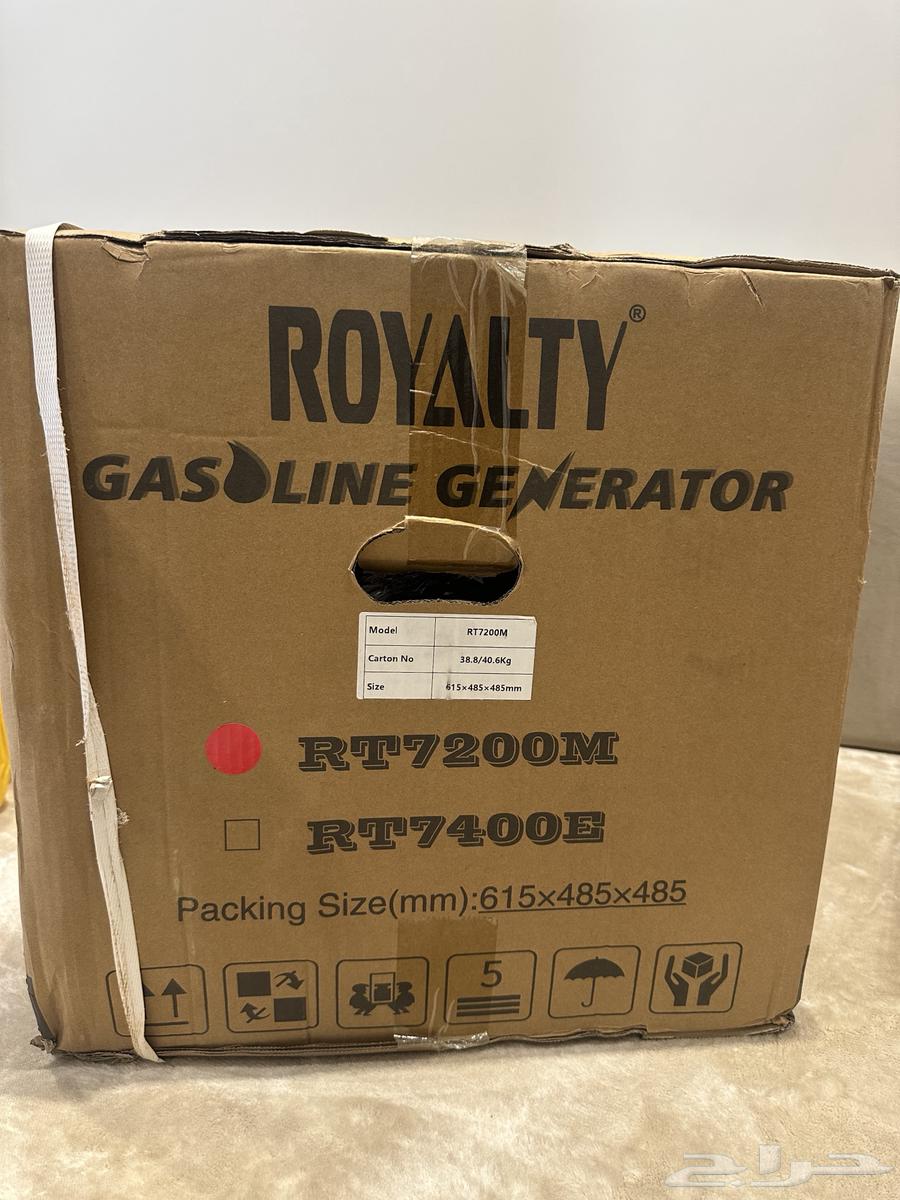 ROYALTY®
GASOLINE GENERATOR
Model RT7200M
Carton No 38.8/40.6Kg
Size 615×485×485mm
RT7200M
RT7400E
Packing Size(mm):615×485×485
5
حراج